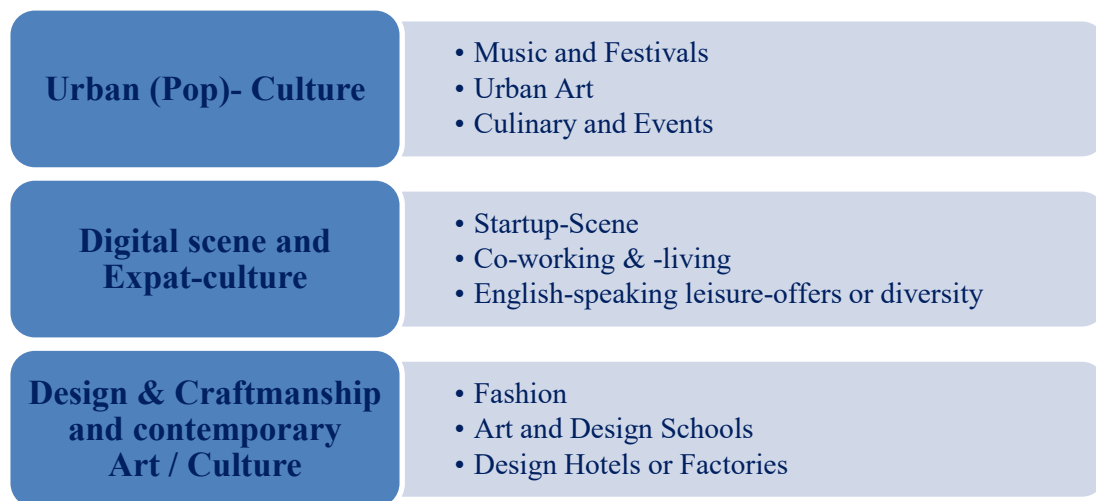 Urban (Pop)- Culture
• Music and Festivals
• Urban Art
• Culinary and Events
Digital scene and
Expat-culture
• Startup-Scene
• Co-working & -living
• English-speaking leisure-offers or diversity
Design & Craftmanship
and contemporary
Art / Culture
• Fashion
• Art and Design Schools
• Design Hotels or Factories